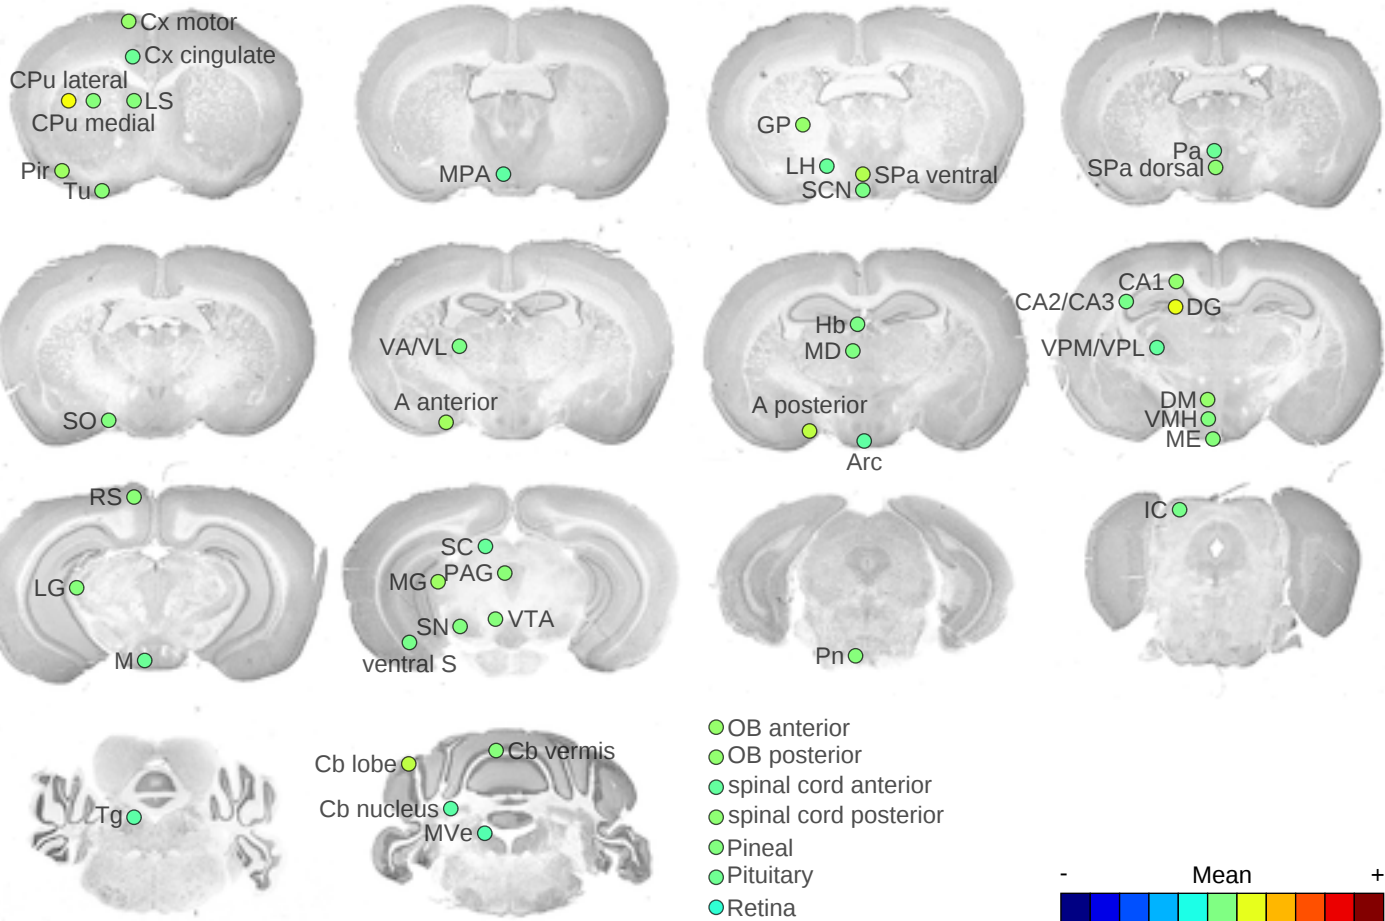 Cx motor
Cx cingulate
CPu lateral
LS
CPu medial
Pir
Tu
MPA
GP
LH
SPa ventral
SCN
Pa
SPa dorsal
SO
VA/VL
A anterior
Hb
MD
A posterior
Arc
CA1
CA2/CA3
DG
VPM/VPL
DM
VMH
ME
RS
LG
M
SC
MG
PAG
SN
VTA
ventral S
Pn
IC
Tg
Cb lobe
Cb vermis
Cb nucleus
MVe
OB anterior
OB posterior
spinal cord anterior
spinal cord posterior
Pineal
Pituitary
Retina
- Mean +